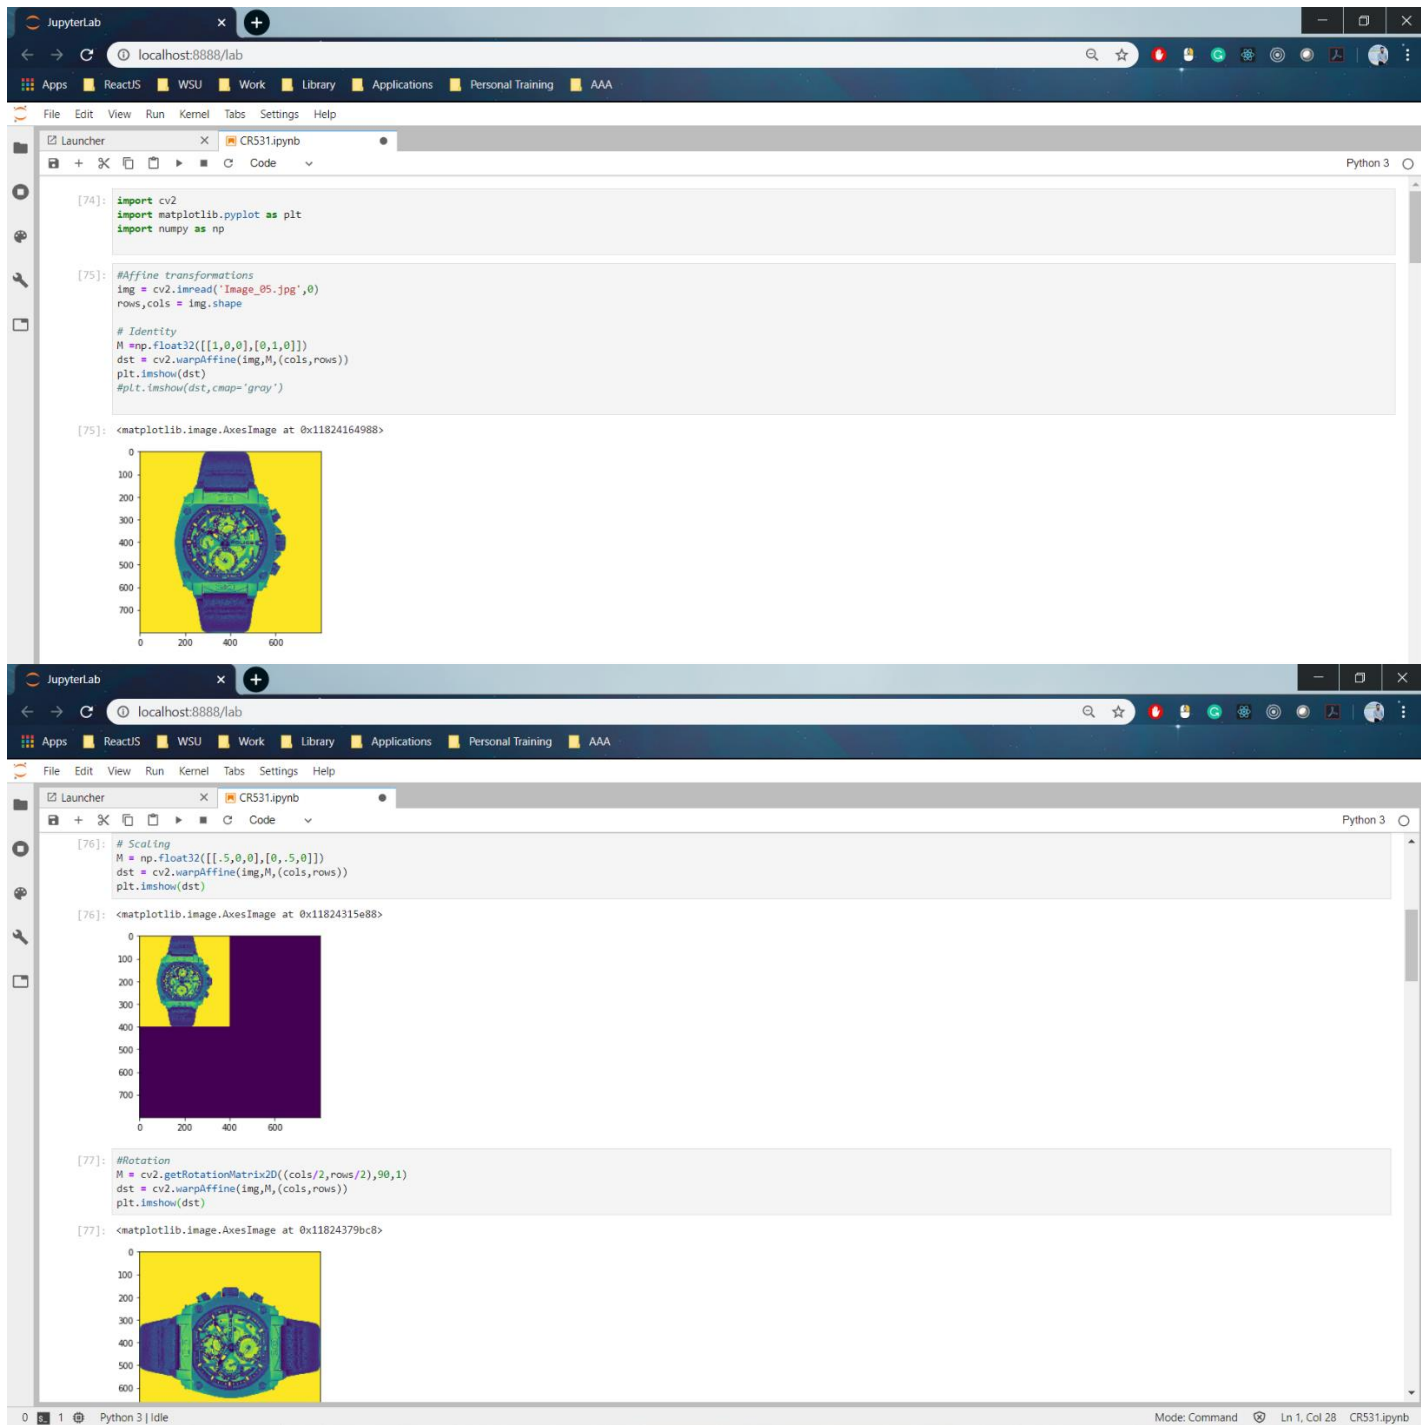 JupyterLab
localhost:8888/lab
Apps ReactJS WSU Work Library Applications Personal Training AAA
File Edit View Run Kernel Tabs Settings Help
Launcher CR531.ipynb
Code Python 3
[74]: import cv2
import matplotlib.pyplot as plt
import numpy as np
[75]: #Affine transformations
img = cv2.imread('Image_05.jpg',0)
rows,cols = img.shape
# Identity
M =np.float32([[1,0,0],[0,1,0]])
dst = cv2.warpAffine(img,M,(cols,rows))
plt.imshow(dst)
#plt.imshow(dst,cmap='gray')
[75]: <matplotlib.image.AxesImage at 0x11824164988>
0
100
200
300
400
500
600
700
0 200 400 600
JupyterLab
localhost:8888/lab
Apps ReactJS WSU Work Library Applications Personal Training AAA
File Edit View Run Kernel Tabs Settings Help
Launcher CR531.ipynb
Code Python 3
[76]: # Scaling
M = np.float32([[.5,0,0],[0,.5,0]])
dst = cv2.warpAffine(img,M,(cols,rows))
plt.imshow(dst)
[76]: <matplotlib.image.AxesImage at 0x11824315e88>
0
100
200
300
400
500
600
700
0 200 400 600
[77]: #Rotation
M = cv2.getRotationMatrix2D((cols/2,rows/2),90,1)
dst = cv2.warpAffine(img,M,(cols,rows))
plt.imshow(dst)
[77]: <matplotlib.image.AxesImage at 0x11824379bc8>
0
100
200
300
400
500
600
0 1 Python 3 | Idle Mode: Command Ln 1, Col 28 CR531.ipynb